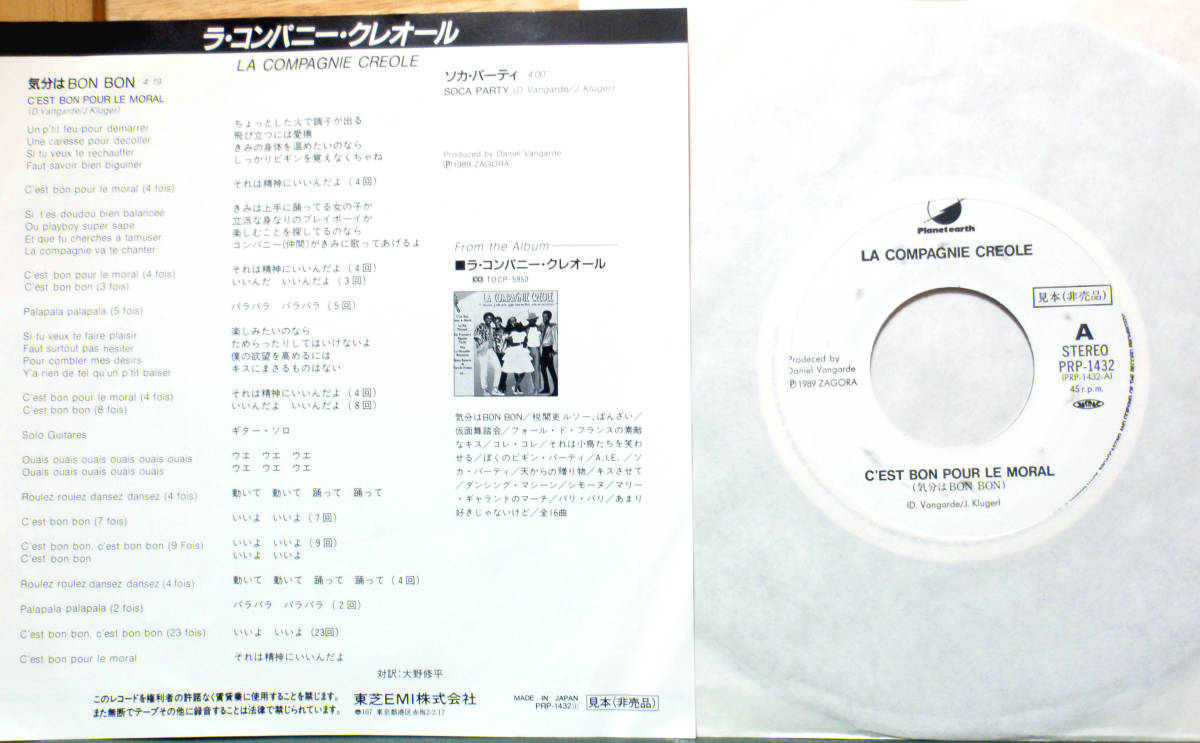 ラ・コンパニー・クレオール
LA COMPAGNIE CREOLE
気分はBON BON 4:19
C'EST BON POUR LE MORAL
(D.Vangarde/J.Kluger)
Un p'tit feu pour demarrer
Une caresse pour decoller
Si tu veux te rechauffer
Faut savoir bien biguiner
C'est bon pour le moral (4 fois)
Si t'es doudou bien balancee
Ou playboy super sape
Et que tu cherches a t'amuser
La compagnie va te chanter
C'est bon pour le moral (4 fois)
C'est bon bon (3 fois)
Palapala palapala (5 fois)
Si tu veux te faire plaisir
Faut surtout pas hesiter
Pour combler mes desirs
Y'a rien de tel qu'un p'tit baiser
C'est bon pour le moral (4 fois)
C'est bon bon (8 fois)
Solo Guitares
Ouais ouais ouais ouais ouais ouais
Ouais ouais ouais ouais ouais
Roulez roulez dansez dansez (4 fois)
C'est bon bon (7 fois)
C'est bon bon, c'est bon bon (9 Fois)
C'est bon bon
Roulez roulez dansez dansez (4 fois)
Palapala palapala (2 fois)
C'est bon bon, c'est bon bon (23 fois)
C'est bon pour le moral
ちょっとした火で調子が出る
飛び立つには愛撫
きみの身体を温めたいのなら
しっかりビギンを覚えなくちゃね
それは精神にいいんだよ(4回)
きみは上手に踊ってる女の子か
立派な身なりのプレイボーイか
楽しむことを探してるのなら
コンパニー(仲間)がきみに歌ってあげるよ
それは精神にいいんだよ(4回)
いいんだ いいんだよ(3回)
パラパラ パラパラ(5回)
楽しみたいのなら
ためらったりしてはいけないよ
僕の欲望を高めるには
キスにまさるものはない
それは精神にいいんだよ(4回)
いいんだよ いいんだよ(8回)
ギター・ソロ
ウエ ウエ ウエ
ウエ ウエ ウエ
動いて 動いて 踊って 踊って
いいよ いいよ(7回)
いいよ いいよ(9回)
いいよ いいよ
動いて 動いて 踊って 踊って(4回)
パラパラ パラパラ(2回)
いいよ いいよ(23回)
それは精神にいいんだよ
対訳:大野修平
ソカ・パーティ 4'00"
SOCA PARTY (D.Vangarde/J.Kluger)
Produced by Daniel Vangarde
Ⓟ1989 ZAGORA
From the Album
■ラ・コンパニー・クレオール
TOCP-5950
LA COMPAGNIE CREOLE
気分はBON BON/税関吏ルソー、ばんざい/
仮面舞踏会/フォール・ド・フランスの素敵
なキス/コレ・コレ/それは小鳥たちを笑わ
せる/ぼくのビギン・パーティ/A.I.E./ソ
カ・パーティ/天からの贈り物/キスさせて
/ダンシング・マシーン/シモーヌ/マリー
・ギャラントのマーチ/バリ・バリ/あまり
好きじゃないけど/全16曲
このレコードを権利者の許諾なく賃貸業に使用することを禁じます。
また無断でテープその他に録音することは法律で禁じられています。
東芝EMI株式会社
〒107 東京都港区赤坂2-2-17
MADE IN JAPAN
PRP-1432
見本(非売品)
Planet earth
LA COMPAGNIE CREOLE
見本(非売品)
A
STEREO
PRP-1432
(PRP-1432-A)
45 r.p.m.
Produced by
Daniel Vangarde
Ⓟ1989 ZAGORA
C'EST BON POUR LE MORAL
(気分はBON BON)
(D. Vangarde/J. Kluger)